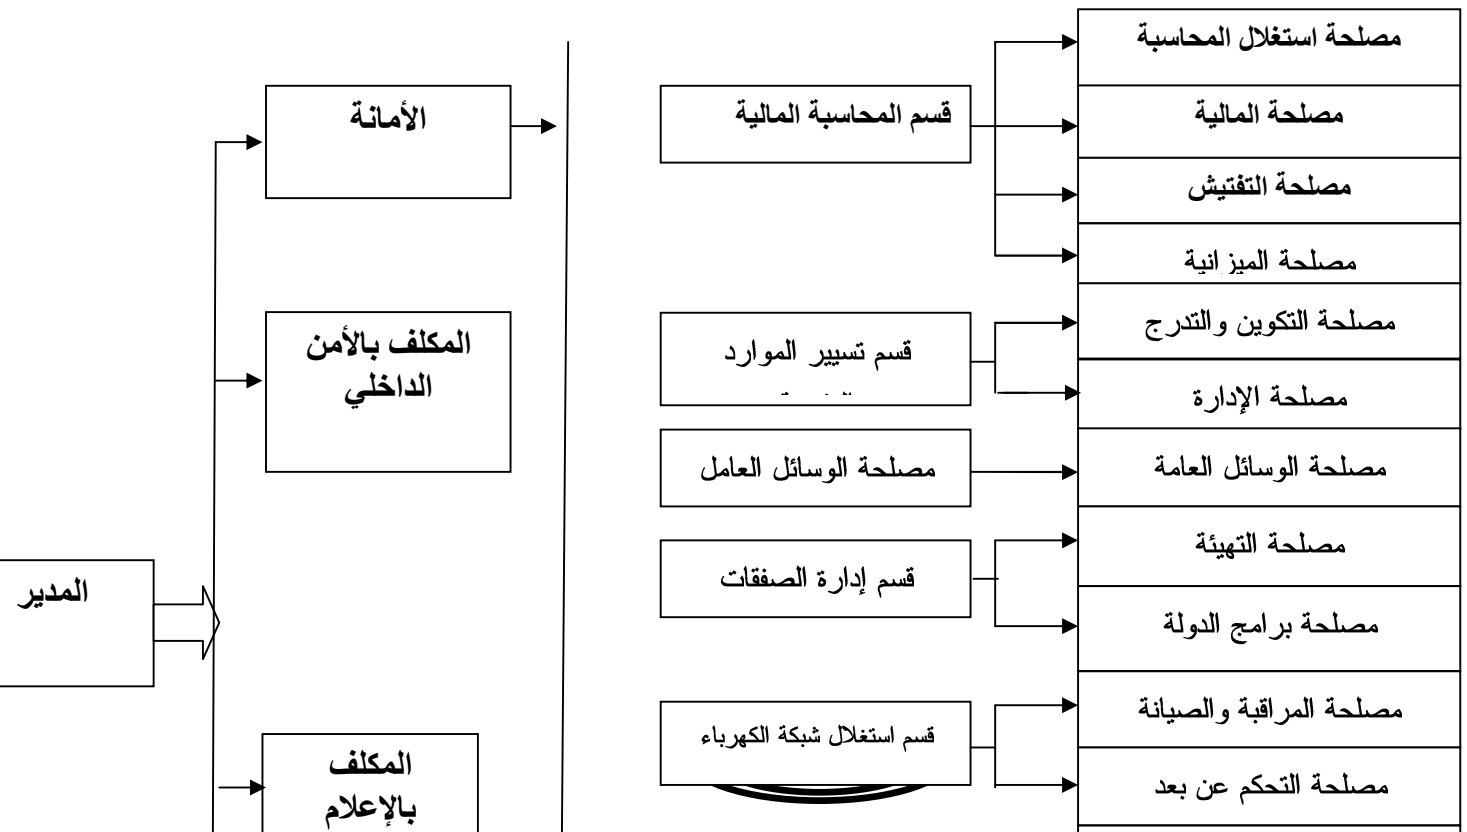 مصلحة استغلال المحاسبة
الأمانة
قسم المحاسبة المالية
مصلحة المالية
مصلحة التفتيش
مصلحة الميزانية
المكلف بالأمن
الداخلي
قسم تسيير الموارد
مصلحة التكوين والتدرج
مصلحة الإدارة
مصلحة الوسائل العامل
مصلحة الوسائل العامة
المدير
قسم إدارة الصفقات
مصلحة التهيئة
مصلحة برامج الدولة
المكلف
بالإعلام
قسم استغلال شبكة الكهرباء
مصلحة المراقبة والصيانة
مصلحة التحكم عن بعد